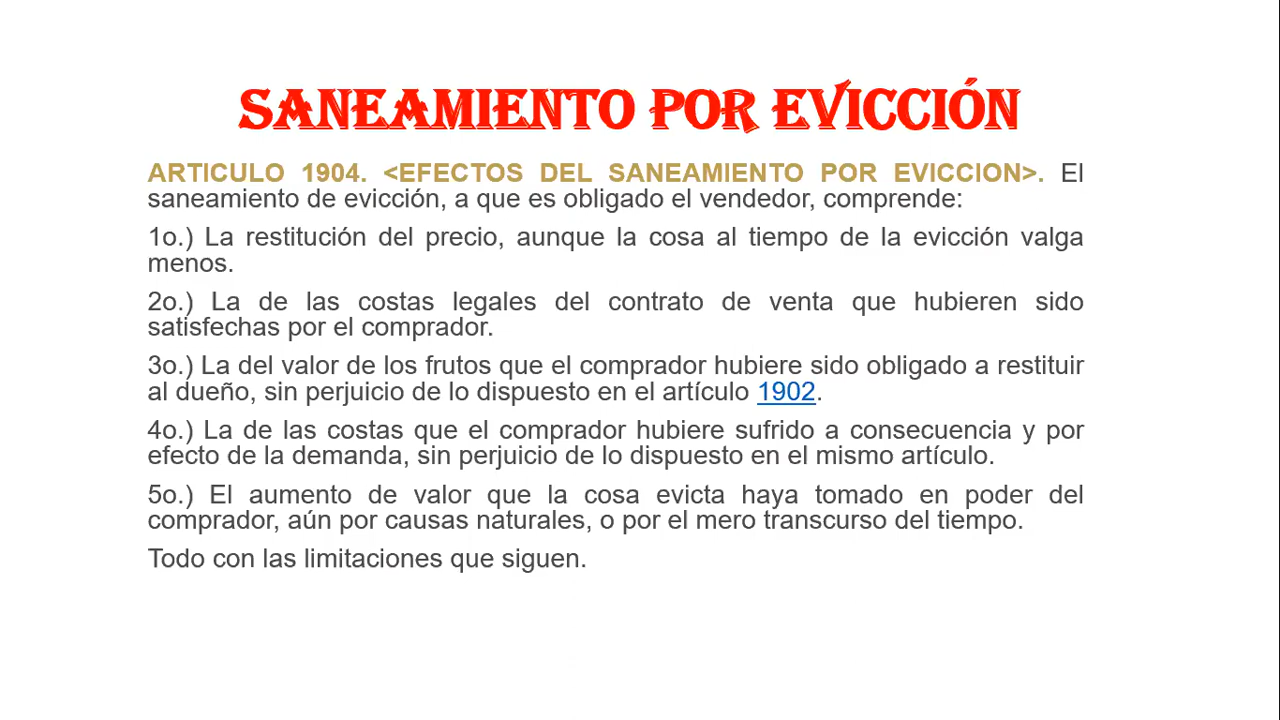 SANEAMIENTO POR EVICCIÓN
ARTICULO 1904. <EFECTOS DEL SANEAMIENTO POR EVICCION>. El
saneamiento de evicción, a que es obligado el vendedor, comprende:
1o.) La restitución del precio, aunque la cosa al tiempo de la evicción valga
menos.
2o.) La de las costas legales del contrato de venta que hubieren sido
satisfechas por el comprador.
3o.) La del valor de los frutos que el comprador hubiere sido obligado a restituir
al dueño, sin perjuicio de lo dispuesto en el artículo 1902.
4o.) La de las costas que el comprador hubiere sufrido a consecuencia y por
efecto de la demanda, sin perjuicio de lo dispuesto en el mismo artículo.
5o.) El aumento de valor que la cosa evicta haya tomado en poder del
comprador, aún por causas naturales, o por el mero transcurso del tiempo.
Todo con las limitaciones que siguen.